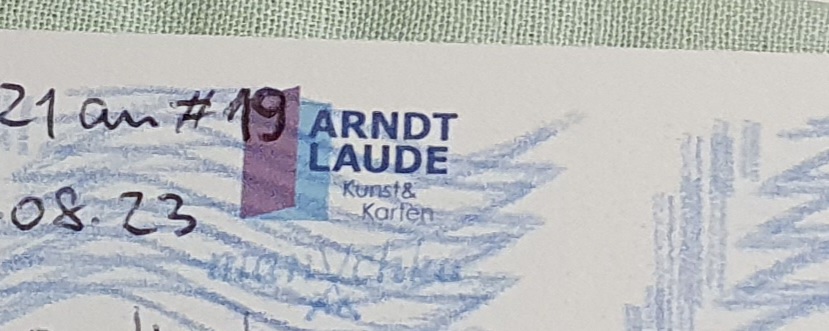 21 an #19
ARNDT
LAUDE
Kunst&
Karten
.08.23